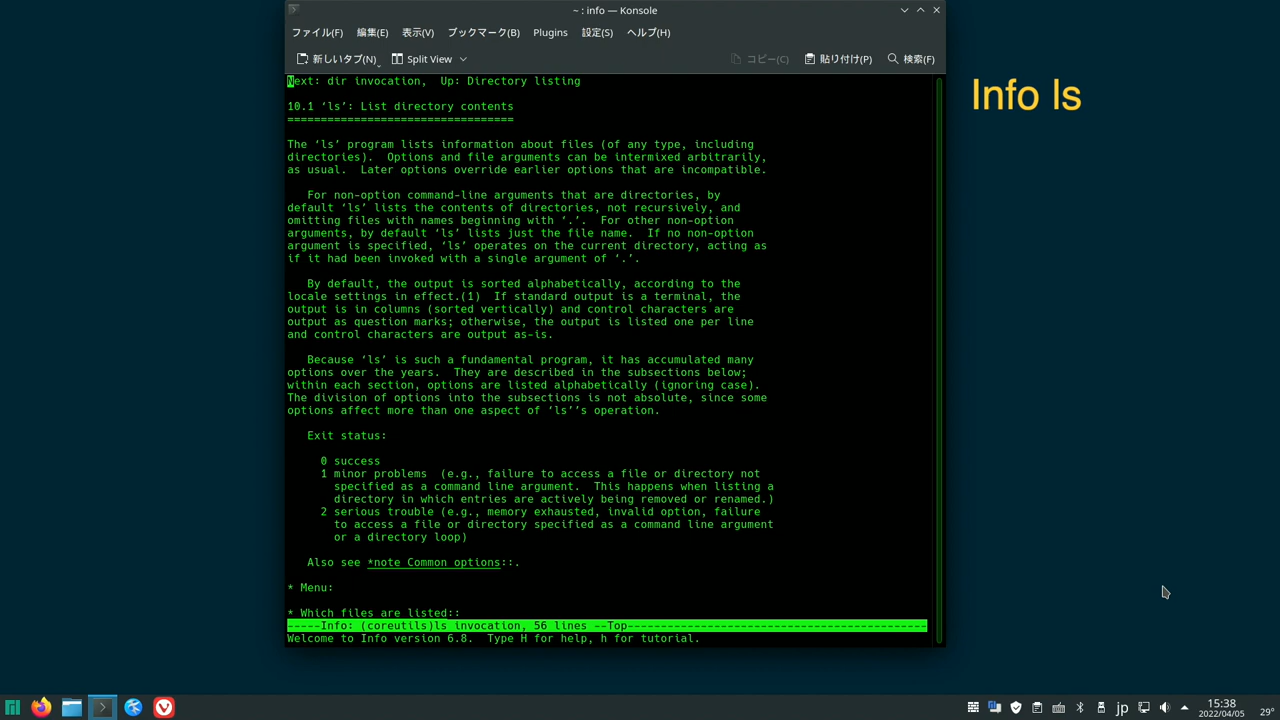 ~ : info — Konsole
ファイル(F) 編集(E) 表示(V) ブックマーク(B) Plugins 設定(S) ヘルプ(H)
新しいタブ(N) Split View コピー(C) 貼り付け(P) 検索(F)
Next: dir invocation,  Up: Directory listing
10.1 ‘ls’: List directory contents
==================================
The ‘ls’ program lists information about files (of any type, including
directories).  Options and file arguments can be intermixed arbitrarily,
as usual.  Later options override earlier options that are incompatible.
For non-option command-line arguments that are directories, by
default ‘ls’ lists the contents of directories, not recursively, and
omitting files with names beginning with ‘.’.  For other non-option
arguments, by default ‘ls’ lists just the file name.  If no non-option
argument is specified, ‘ls’ operates on the current directory, acting as
if it had been invoked with a single argument of ‘.’.
By default, the output is sorted alphabetically, according to the
locale settings in effect.(1)  If standard output is a terminal, the
output is in columns (sorted vertically) and control characters are
output as question marks; otherwise, the output is listed one per line
and control characters are output as-is.
Because ‘ls’ is such a fundamental program, it has accumulated many
options over the years.  They are described in the subsections below;
within each section, options are listed alphabetically (ignoring case).
The division of options into the subsections is not absolute, since some
options affect more than one aspect of ‘ls’’s operation.
Exit status:
0 success
1 minor problems  (e.g., failure to access a file or directory not
specified as a command line argument.  This happens when listing a
directory in which entries are actively being removed or renamed.)
2 serious trouble (e.g., memory exhausted, invalid option, failure
to access a file or directory specified as a command line argument
or a directory loop)
Also see *note Common options::.
* Menu:
* Which files are listed::
-----Info: (coreutils)ls invocation, 56 lines --Top---------------------------------------------
Welcome to Info version 6.8.  Type H for help, h for tutorial.
Info ls
jp
15:38
2022/04/05
29°